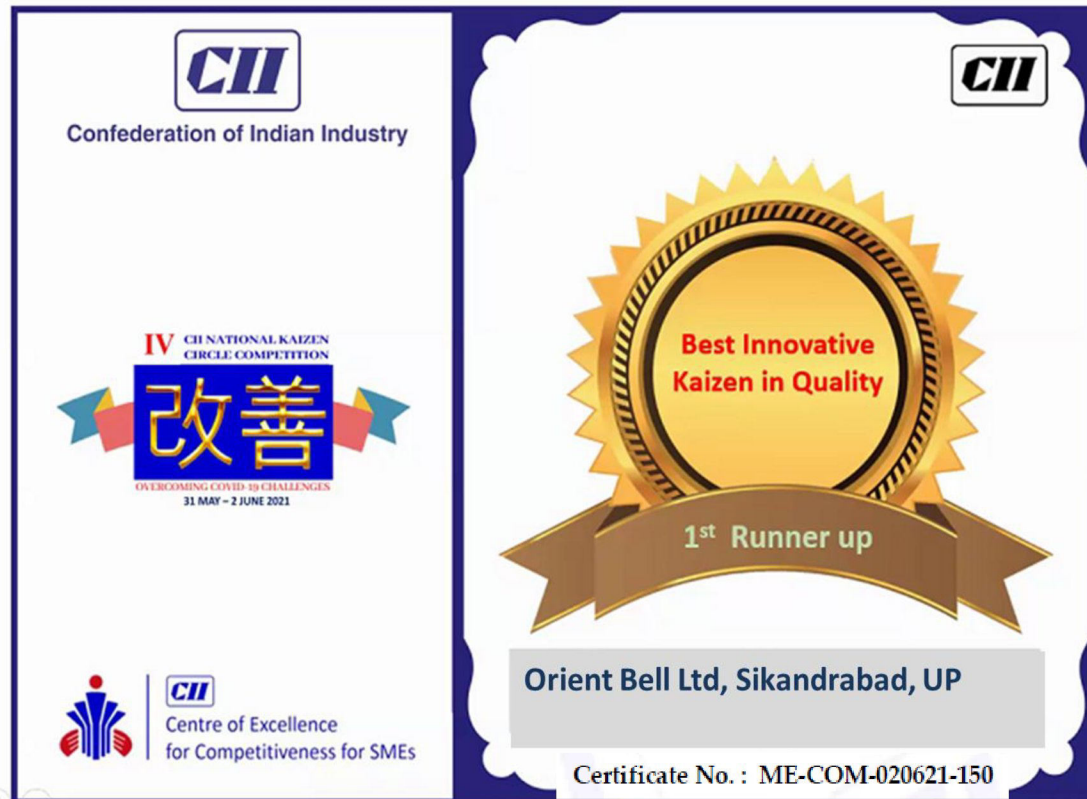 CII
Confederation of Indian Industry
IV CII NATIONAL KAIZEN
CIRCLE COMPETITION
改善
OVERCOMING COVID-19 CHALLENGES
31 MAY – 2 JUNE 2021
CII
Centre of Excellence
for Competitiveness for SMEs
CII
Best Innovative
Kaizen in Quality
1st Runner up
Orient Bell Ltd, Sikandrabad, UP
Certificate No. : ME-COM-020621-150